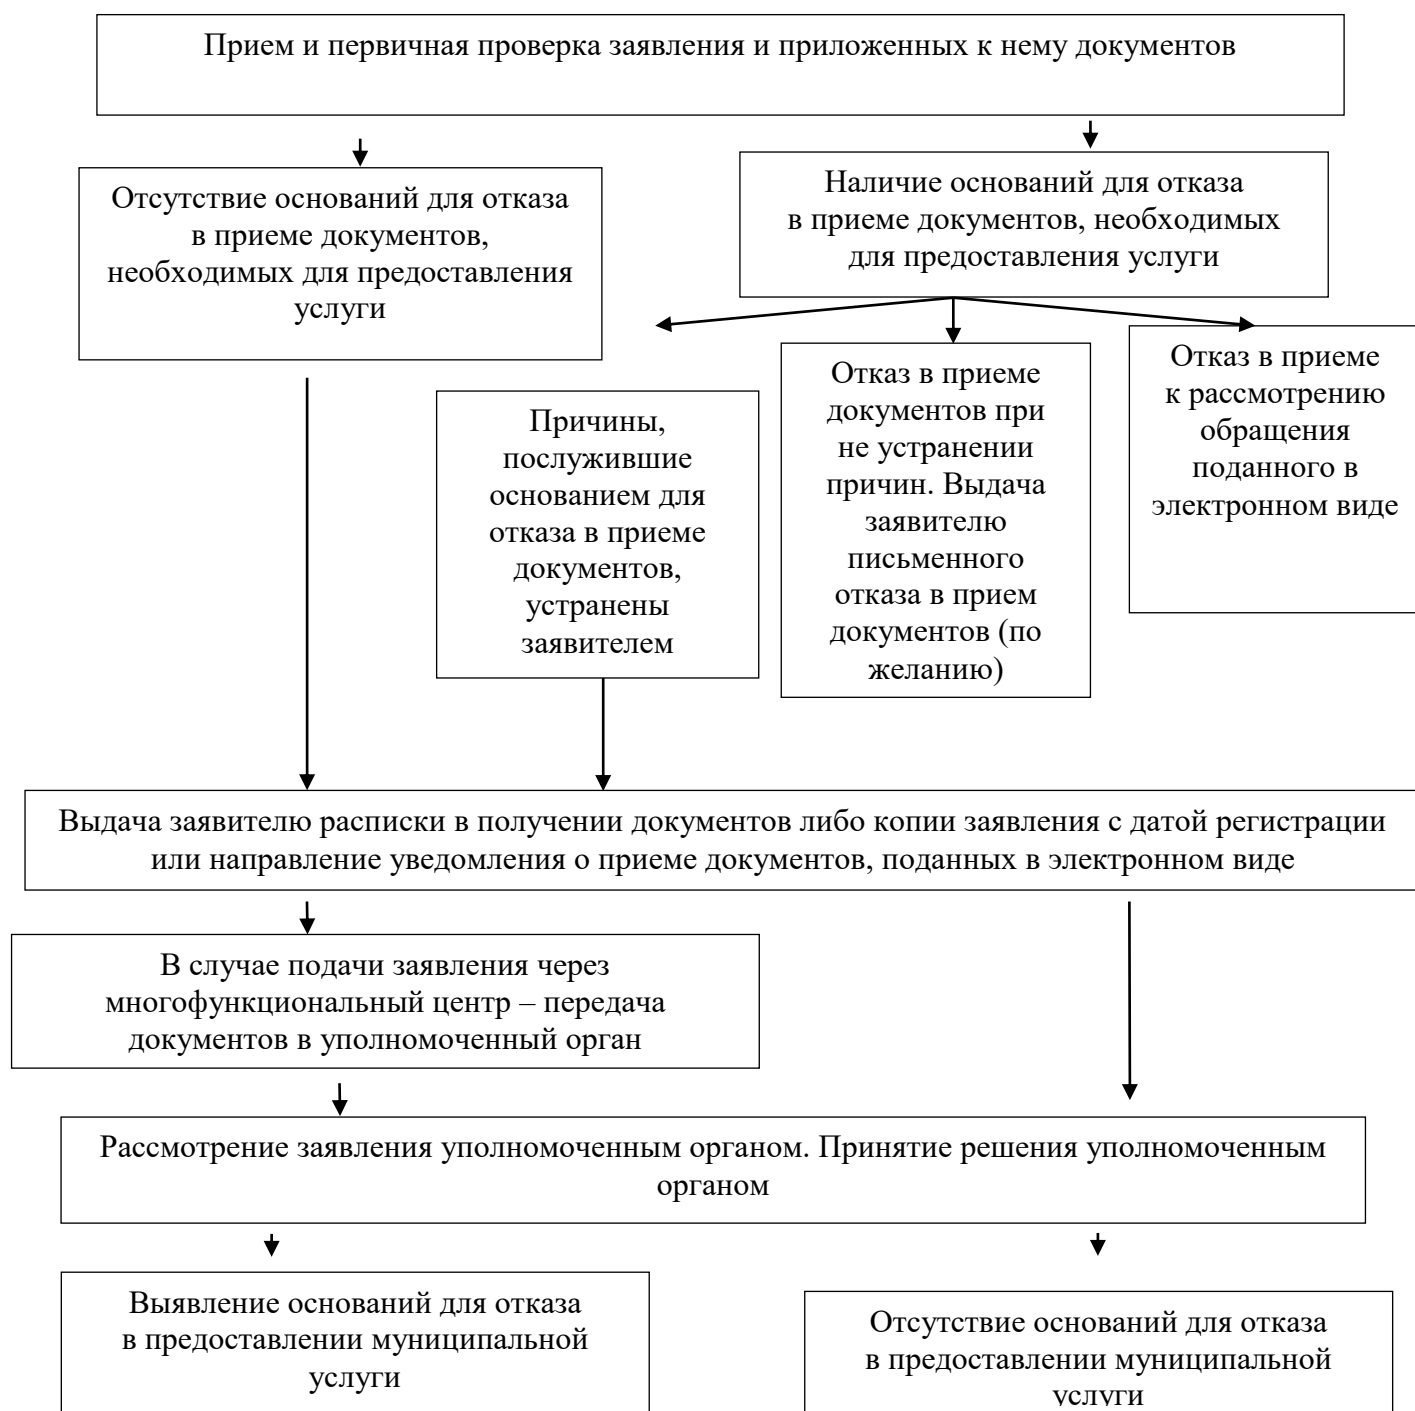 Прием и первичная проверка заявления и приложенных к нему документов
Отсутствие оснований для отказа
в приеме документов,
необходимых для предоставления
услуги
Наличие оснований для отказа
в приеме документов, необходимых
для предоставления услуги
Причины,
послужившие
основанием для
отказа в приеме
документов,
устранены
заявителем
Отказ в приеме
документов при
не устранении
причин. Выдача
заявителю
письменного
отказа в прием
документов (по
желанию)
Отказ в приеме
к рассмотрению
обращения
поданного в
электронном виде
Выдача заявителю расписки в получении документов либо копии заявления с датой регистрации
или направление уведомления о приеме документов, поданных в электронном виде
В случае подачи заявления через
многофункциональный центр – передача
документов в уполномоченный орган
Рассмотрение заявления уполномоченным органом. Принятие решения уполномоченным
органом
Выявление оснований для отказа
в предоставлении муниципальной
услуги
Отсутствие оснований для отказа
в предоставлении муниципальной
услуги